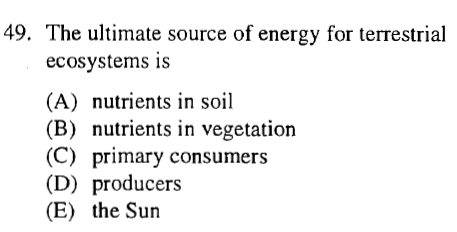 49. The ultimate source of energy for terrestrial
ecosystems is
(A) nutrients in soil
(B) nutrients in vegetation
(C) primary consumers
(D) producers
(E) the Sun